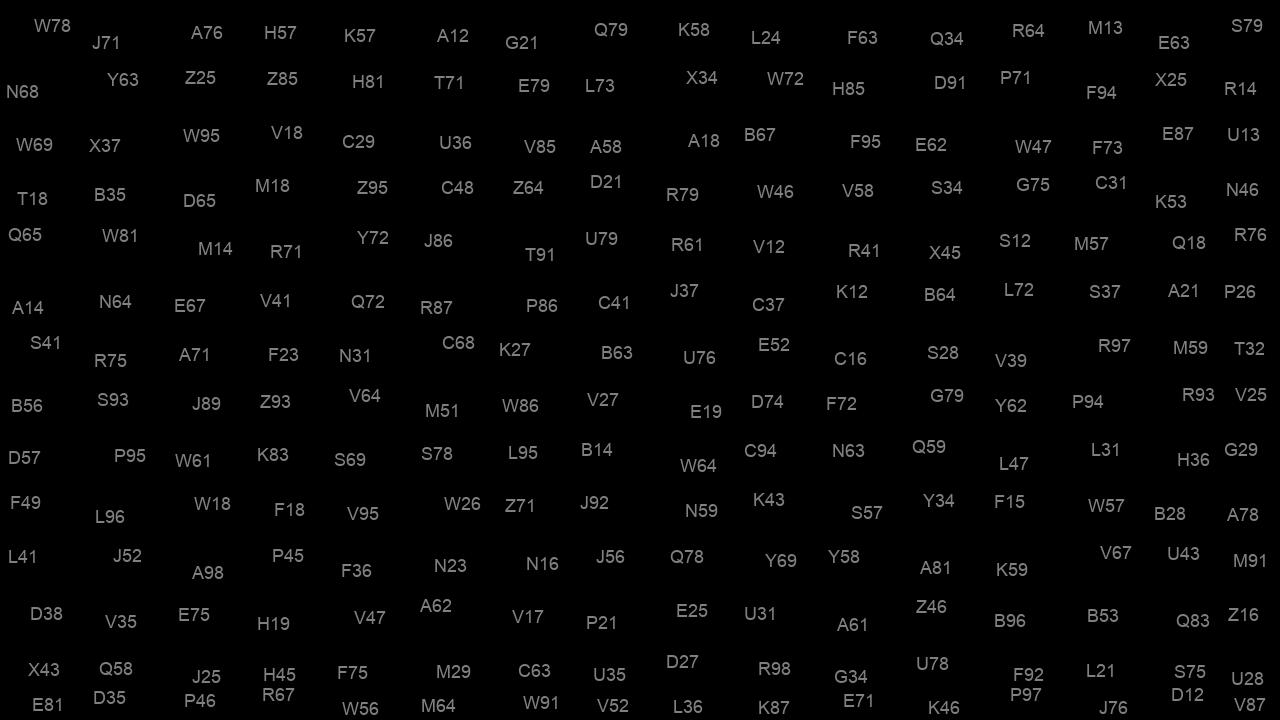 W78 J71 A76 H57 K57 A12 G21 Q79 K58 L24 F63 Q34 R64 M13 E63 S79
N68 Y63 Z25 Z85 H81 T71 E79 L73 X34 W72 H85 D91 P71 F94 X25 R14
W69 X37 W95 V18 C29 U36 V85 A58 A18 B67 F95 E62 W47 F73 E87 U13
T18 B35 D65 M18 Z95 C48 Z64 D21 R79 W46 V58 S34 G75 C31 K53 N46
Q65 W81 M14 R71 Y72 J86 T91 U79 R61 V12 R41 X45 S12 M57 Q18 R76
A14 N64 E67 V41 Q72 R87 P86 C41 J37 C37 K12 B64 L72 S37 A21 P26
S41 R75 A71 F23 N31 C68 K27 B63 U76 E52 C16 S28 V39 R97 M59 T32
B56 S93 J89 Z93 V64 M51 W86 V27 E19 D74 F72 G79 Y62 P94 R93 V25
D57 P95 W61 K83 S69 S78 L95 B14 W64 C94 N63 Q59 L47 L31 H36 G29
F49 L96 W18 F18 V95 W26 Z71 J92 N59 K43 S57 Y34 F15 W57 B28 A78
L41 J52 A98 P45 F36 N23 N16 J56 Q78 Y69 Y58 A81 K59 V67 U43 M91
D38 V35 E75 H19 V47 A62 V17 P21 E25 U31 A61 Z46 B96 B53 Q83 Z16
X43 Q58 J25 H45 F75 M29 C63 U35 D27 R98 G34 U78 F92 L21 S75 U28
E81 D35 P46 R67 W56 M64 W91 V52 L36 K87 E71 K46 P97 J76 D12 V87